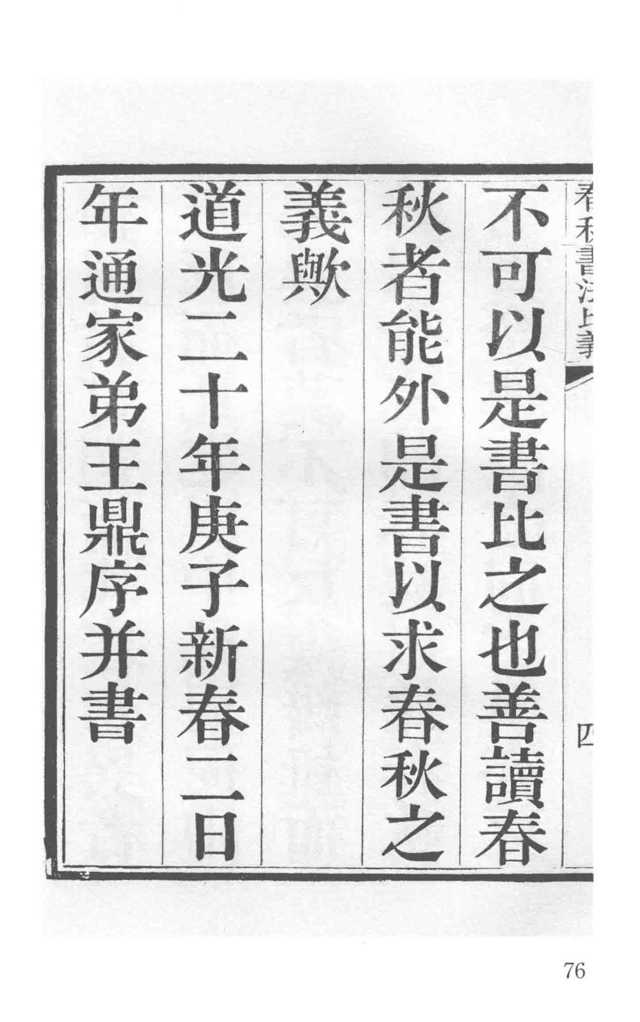 春秋書法比義
四
不可以是書比之也善讀春
秋者能外是書以求春秋之
義歟
道光二十年庚子新春二日
年通家弟王鼎序并書
76